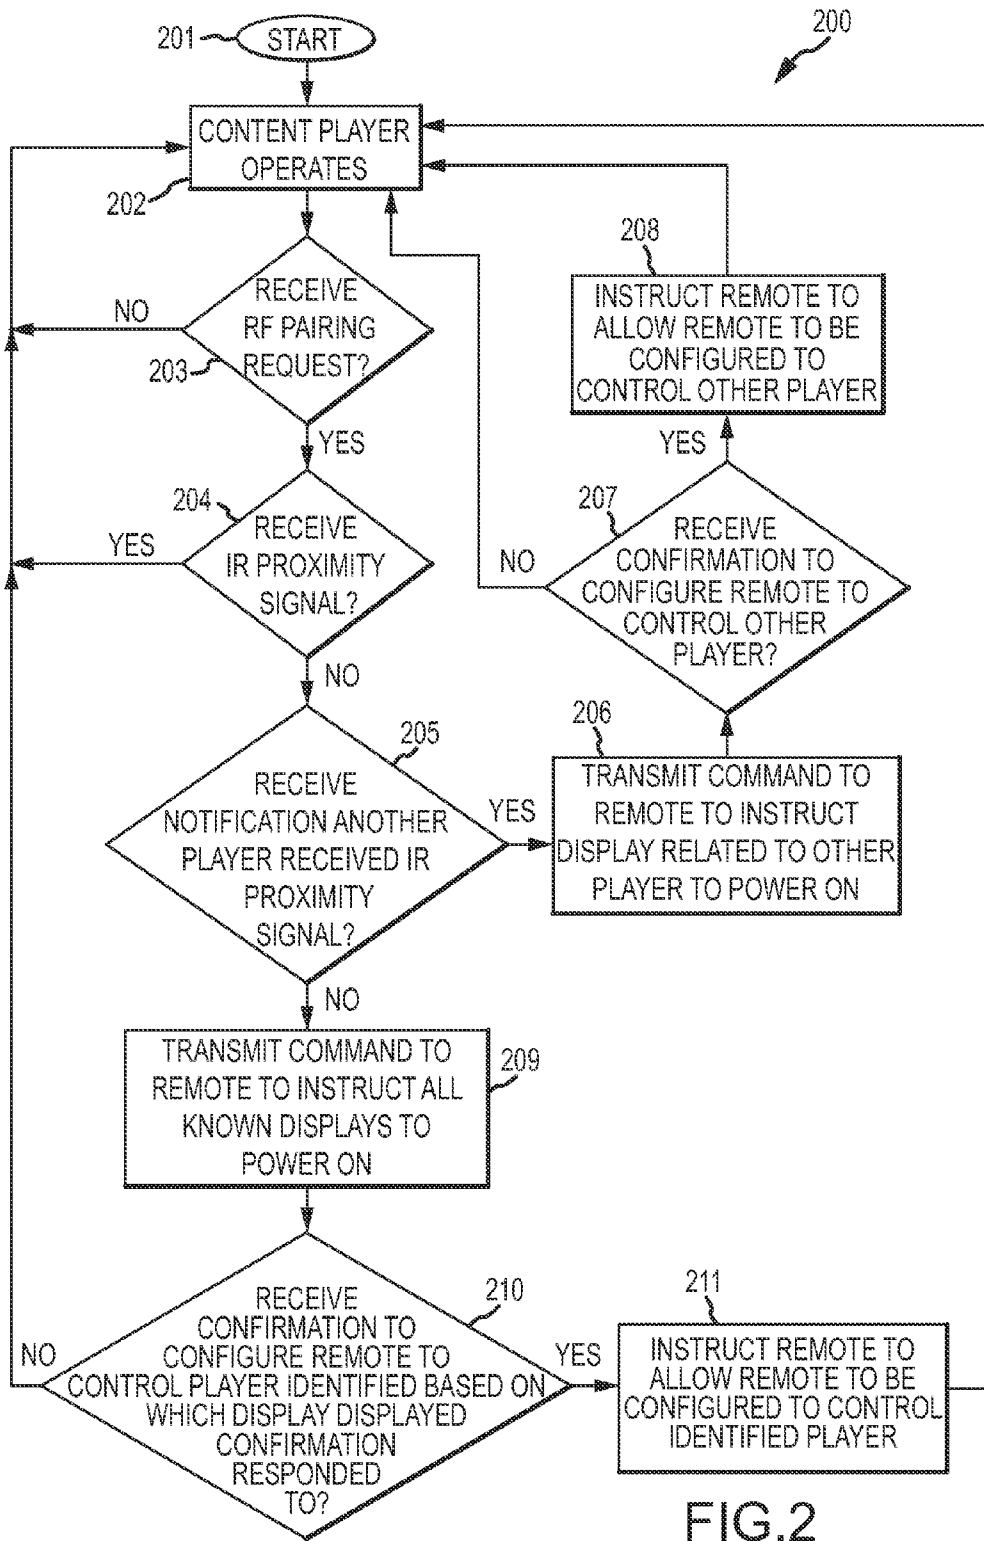 200
201
START
CONTENT PLAYER
OPERATES
202
RECEIVE
RF PAIRING
REQUEST?
203
NO
YES
204
RECEIVE
IR PROXIMITY
SIGNAL?
YES
NO
205
RECEIVE
NOTIFICATION ANOTHER
PLAYER RECEIVED IR
PROXIMITY
SIGNAL?
YES
NO
206
TRANSMIT COMMAND TO
REMOTE TO INSTRUCT
DISPLAY RELATED TO OTHER
PLAYER TO POWER ON
207
RECEIVE
CONFIRMATION TO
CONFIGURE REMOTE TO
CONTROL OTHER
PLAYER?
NO
YES
208
INSTRUCT REMOTE TO
ALLOW REMOTE TO BE
CONFIGURED TO
CONTROL OTHER PLAYER
209
TRANSMIT COMMAND TO
REMOTE TO INSTRUCT ALL
KNOWN DISPLAYS TO
POWER ON
210
RECEIVE
CONFIRMATION TO
CONFIGURE REMOTE TO
CONTROL PLAYER IDENTIFIED BASED ON
WHICH DISPLAY DISPLAYED
CONFIRMATION
RESPONDED
TO?
NO
YES
211
INSTRUCT REMOTE TO
ALLOW REMOTE TO BE
CONFIGURED TO CONTROL
IDENTIFIED PLAYER
FIG.2